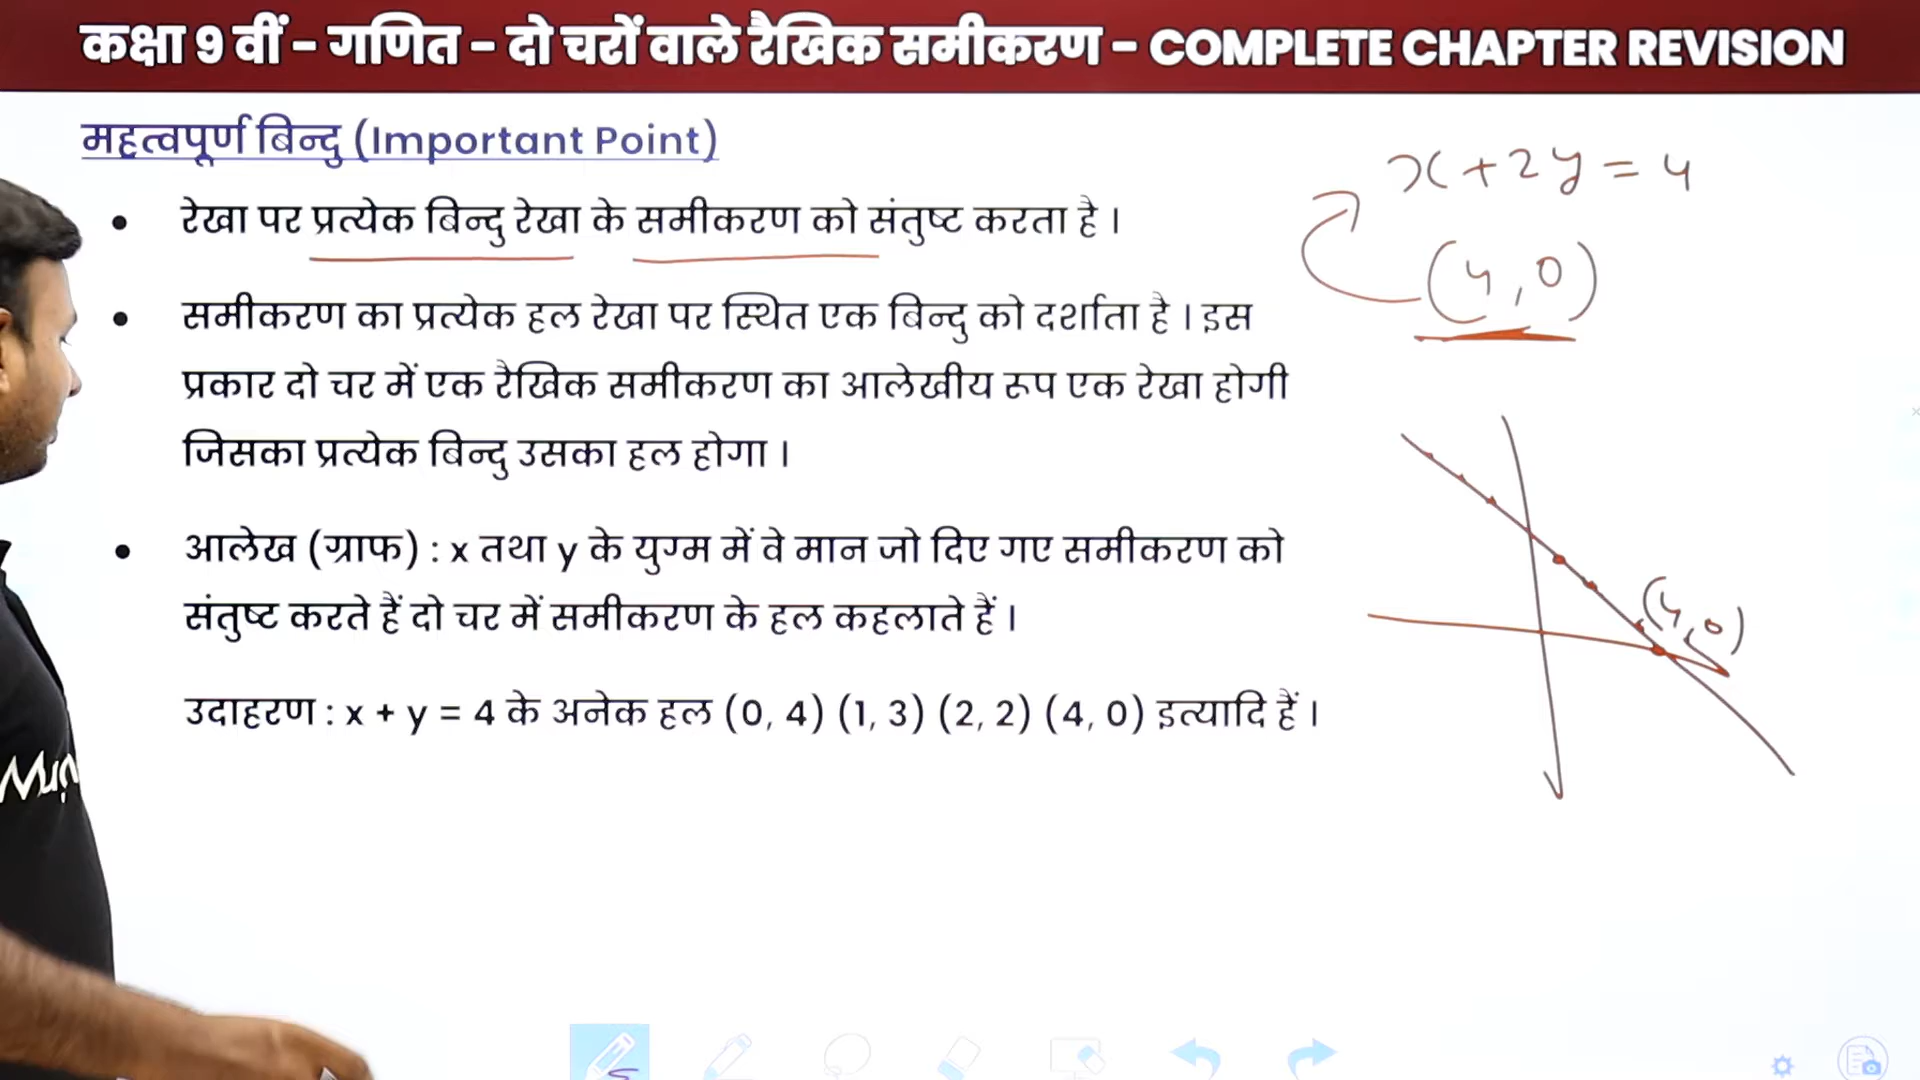 कक्षा 9 वीं - गणित - दो चरों वाले रैखिक समीकरण - COMPLETE CHAPTER REVISION
महत्वपूर्ण बिन्दु (Important Point)
• रेखा पर प्रत्येक बिन्दु रेखा के समीकरण को संतुष्ट करता है ।
• समीकरण का प्रत्येक हल रेखा पर स्थित एक बिन्दु को दर्शाता है । इस
प्रकार दो चर में एक रैखिक समीकरण का आलेखीय रूप एक रेखा होगी
जिसका प्रत्येक बिन्दु उसका हल होगा ।
• आलेख (ग्राफ) : x तथा y के युग्म में वे मान जो दिए गए समीकरण को
संतुष्ट करते हैं दो चर में समीकरण के हल कहलाते हैं ।
उदाहरण : x + y = 4 के अनेक हल (0, 4) (1, 3) (2, 2) (4, 0) इत्यादि हैं ।
x + 2y = 4
(4, 0)
(4, 0)